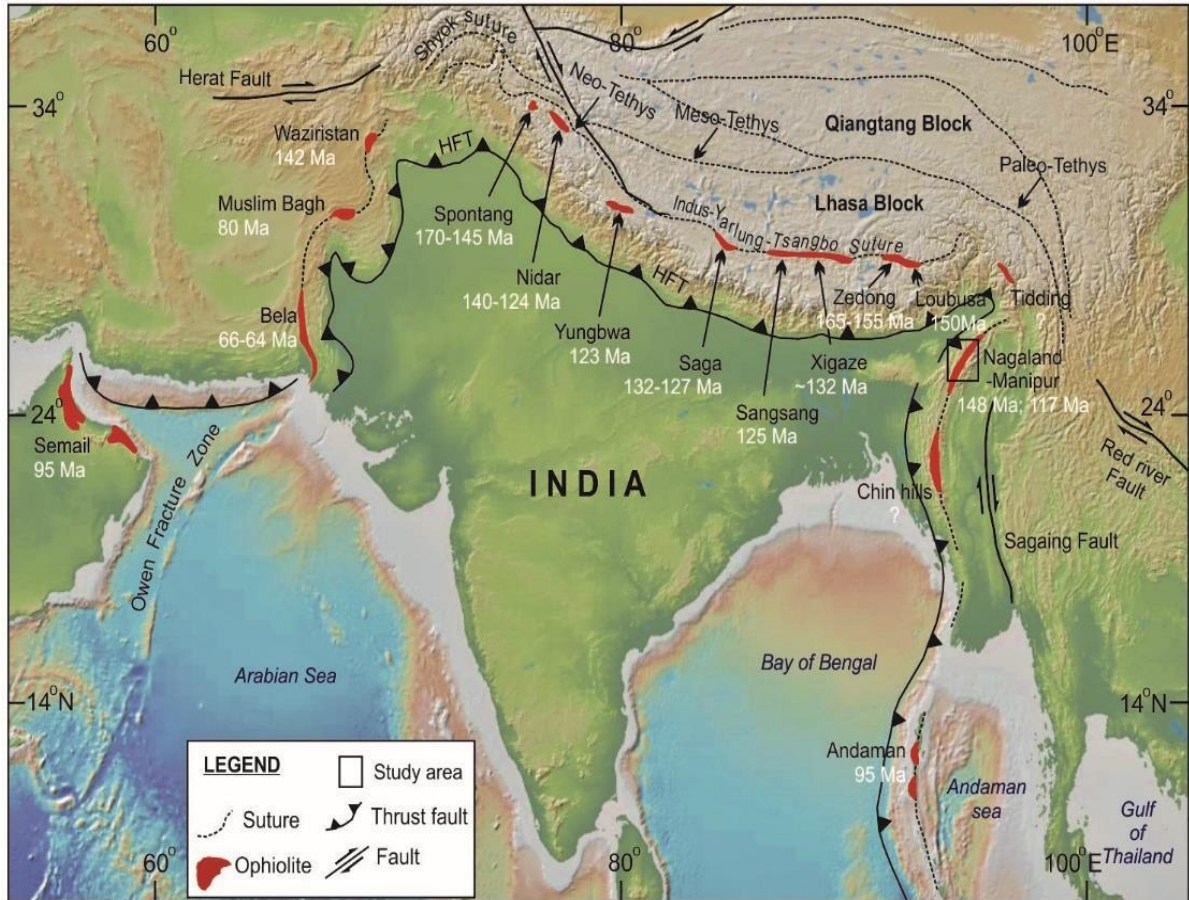 60°
80°
100°E
Shyok suture
Herat Fault
34°
34°
Neo-Tethys
Meso-Tethys
Qiangtang Block
Waziristan
142 Ma
HFT
Paleo-Tethys
Muslim Bagh
80 Ma
Spontang
170-145 Ma
Indus-Yarlung-Tsangbo Suture
Lhasa Block
Nidar
140-124 Ma
HFT
Zedong
165-155 Ma
Loubusa
150Ma
Tidding
?
Bela
66-64 Ma
Yungbwa
123 Ma
Saga
132-127 Ma
Xigaze
~132 Ma
Nagaland
-Manipur
148 Ma; 117 Ma
Sangsang
125 Ma
24°
24°
Semail
95 Ma
Owen Fracture Zone
INDIA
Chin hills
?
Red river
Fault
Sagaing Fault
Arabian Sea
Bay of Bengal
14°N
14°N
Andaman
95 Ma
Andaman
sea
Gulf
of
Thailand
LEGEND
Study area
Suture
Thrust fault
Ophiolite
Fault
60°
80°
100°E